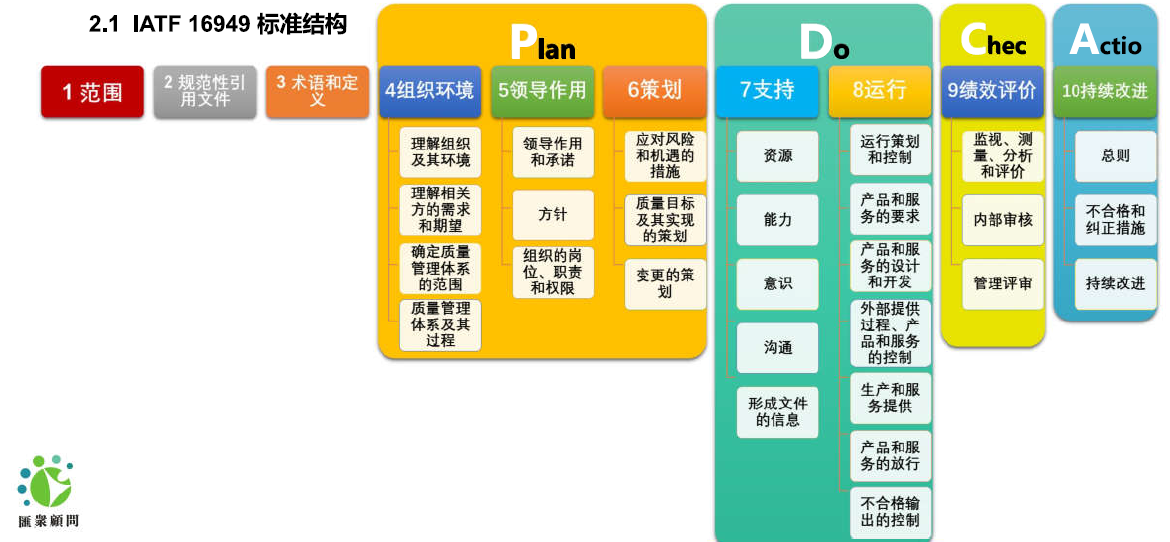 2.1 IATF 16949 标准结构
Plan
Do
Chec
Actio
1 范围
2 规范性引
用文件
3 术语和定
义
4组织环境
5领导作用
6策划
7支持
8运行
9绩效评价
10持续改进
理解组织
及其环境
理解相关
方的需求
和期望
确定质量
管理体系
的范围
质量管理
体系及其
过程
领导作用
和承诺
方针
组织的岗
位、职责
和权限
应对风险
和机遇的
措施
质量目标
及其实现
的策划
变更的策
划
资源
能力
意识
沟通
形成文件
的信息
运行策划
和控制
产品和服
务的要求
产品和服
务的设计
和开发
外部提供
过程、产
品和服务
的控制
生产和服
务提供
产品和服
务的放行
不合格输
出的控制
监视、测
量、分析
和评价
内部审核
管理评审
总则
不合格和
纠正措施
持续改进
匯衆顧問